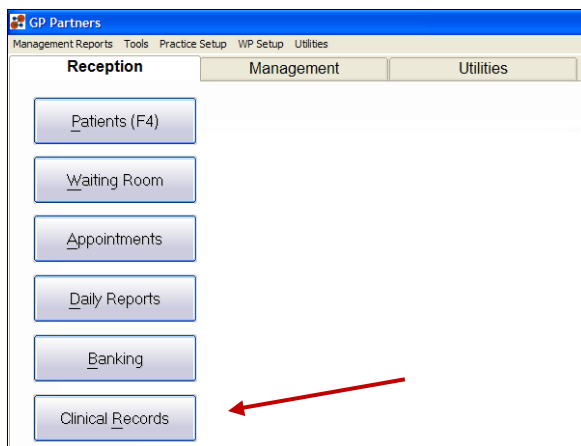 GP Partners
Management Reports Tools Practice Setup WP Setup Utilities
Reception Management Utilities
Patients (F4)
Waiting Room
Appointments
Daily Reports
Banking
Clinical Records